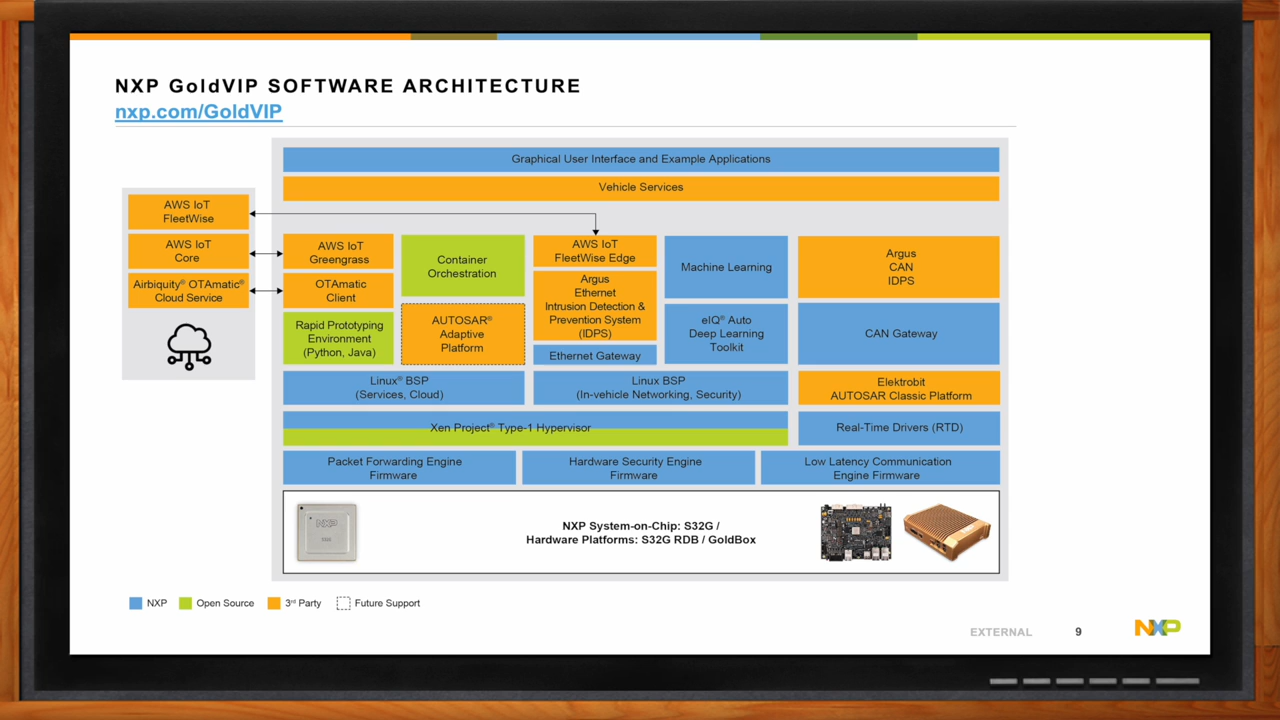 NXP GoldVIP SOFTWARE ARCHITECTURE
nxp.com/GoldVIP
Graphical User Interface and Example Applications
Vehicle Services
AWS IoT
FleetWise
AWS IoT
Core
Airbiquity® OTAmatic®
Cloud Service
AWS IoT
Greengrass
OTAmatic
Client
Rapid Prototyping
Environment
(Python, Java)
Container
Orchestration
AUTOSAR®
Adaptive
Platform
AWS IoT
FleetWise Edge
Argus
Ethernet
Intrusion Detection &
Prevention System
(IDPS)
Ethernet Gateway
Machine Learning
eIQ® Auto
Deep Learning
Toolkit
Argus
CAN
IDPS
CAN Gateway
Linux® BSP
(Services, Cloud)
Linux BSP
(In-vehicle Networking, Security)
Elektrobit
AUTOSAR Classic Platform
Xen Project® Type-1 Hypervisor
Real-Time Drivers (RTD)
Packet Forwarding Engine
Firmware
Hardware Security Engine
Firmware
Low Latency Communication
Engine Firmware
NXP
NXP System-on-Chip: S32G /
Hardware Platforms: S32G RDB / GoldBox
NXP
Open Source
3rd Party
Future Support
EXTERNAL
9
NXP